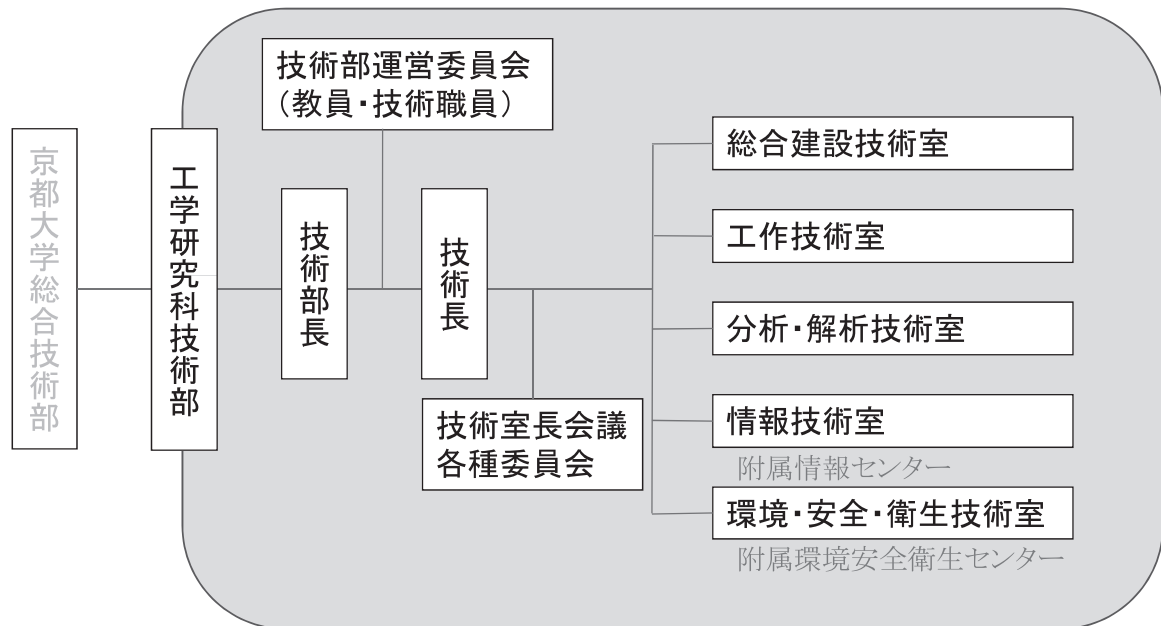 京都大学総合技術部
工学研究科技術部
技術部長
技術部運営委員会
（教員・技術職員）
技術長
技術室長会議
各種委員会
総合建設技術室
工作技術室
分析・解析技術室
情報技術室
附属情報センター
環境・安全・衛生技術室
附属環境安全衛生センター